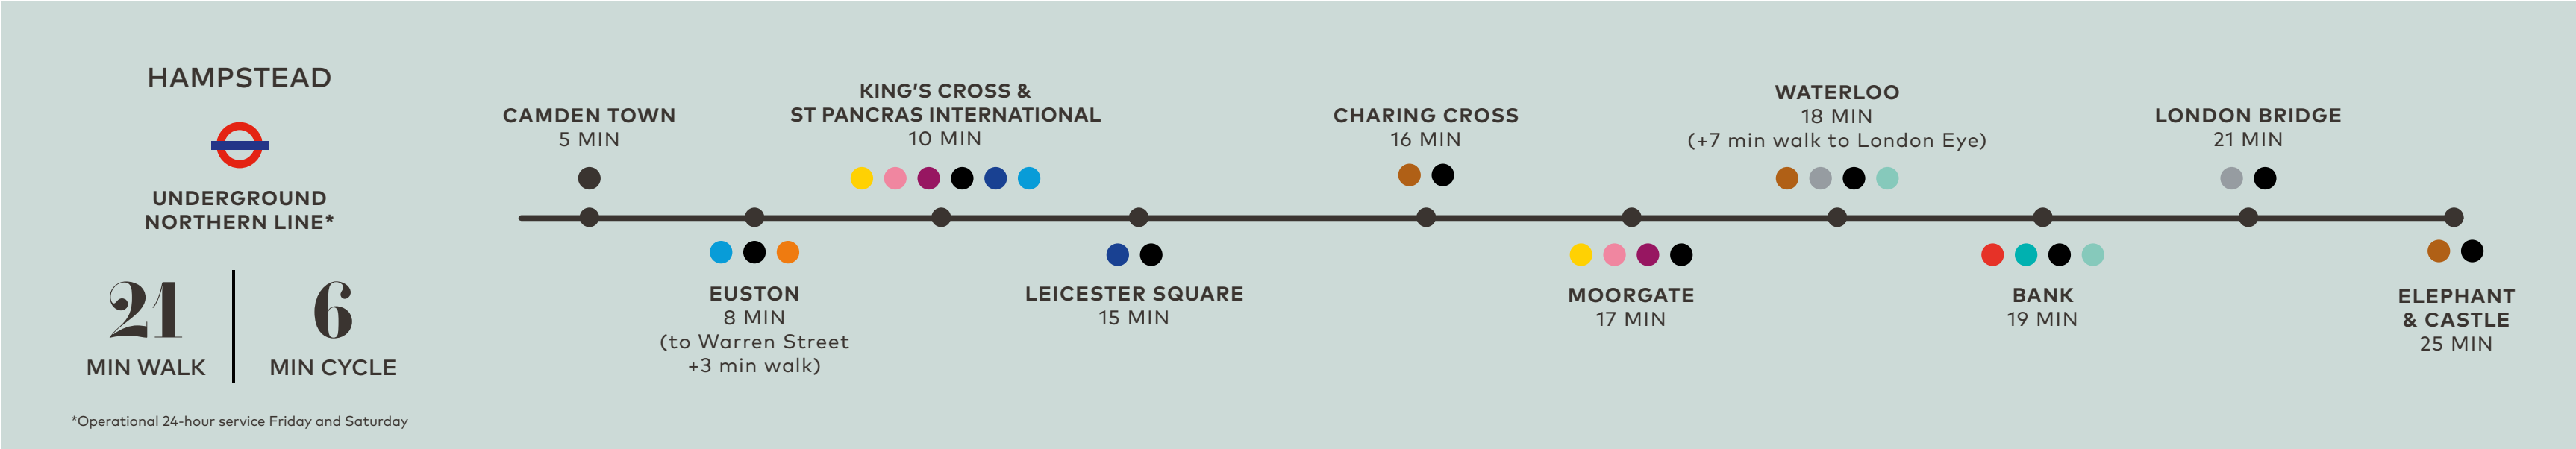 HAMPSTEAD
UNDERGROUND
NORTHERN LINE*
21
MIN WALK
6
MIN CYCLE
*Operational 24-hour service Friday and Saturday
CAMDEN TOWN
5 MIN
EUSTON
8 MIN
(to Warren Street
+3 min walk)
KING’S CROSS &
ST PANCRAS INTERNATIONAL
10 MIN
LEICESTER SQUARE
15 MIN
CHARING CROSS
16 MIN
MOORGATE
17 MIN
WATERLOO
18 MIN
(+7 min walk to London Eye)
BANK
19 MIN
LONDON BRIDGE
21 MIN
ELEPHANT
& CASTLE
25 MIN